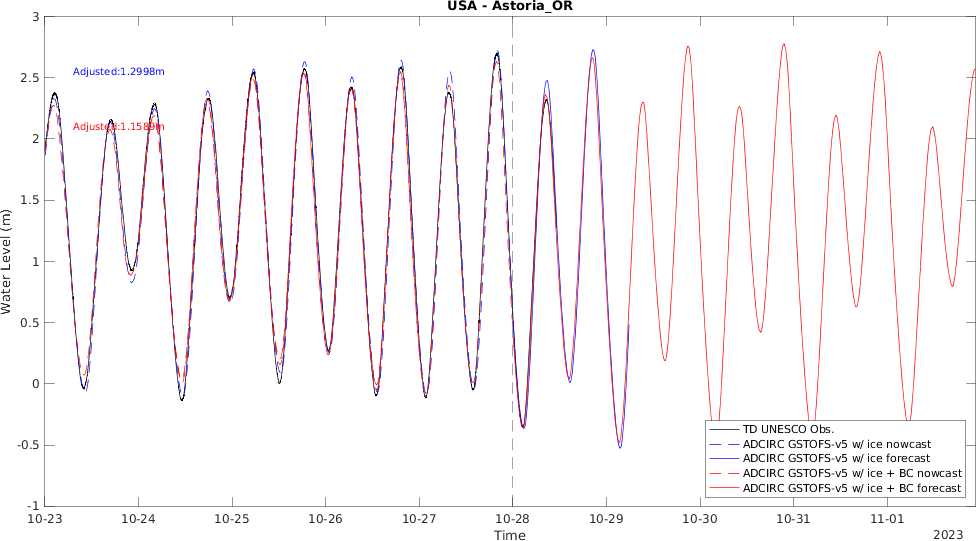 USA - Astoria_OR
3
2.5
2
1.5
1
0.5
0
-0.5
-1
Water Level (m)
Adjusted:1.2998m
Adjusted:1.1589m
TD UNESCO Obs.
ADCIRC GSTOFS-v5 w/ ice nowcast
ADCIRC GSTOFS-v5 w/ ice forecast
ADCIRC GSTOFS-v5 w/ ice + BC nowcast
ADCIRC GSTOFS-v5 w/ ice + BC forecast
10-23 10-24 10-25 10-26 10-27 10-28 10-29 10-30 10-31 11-01
Time
2023